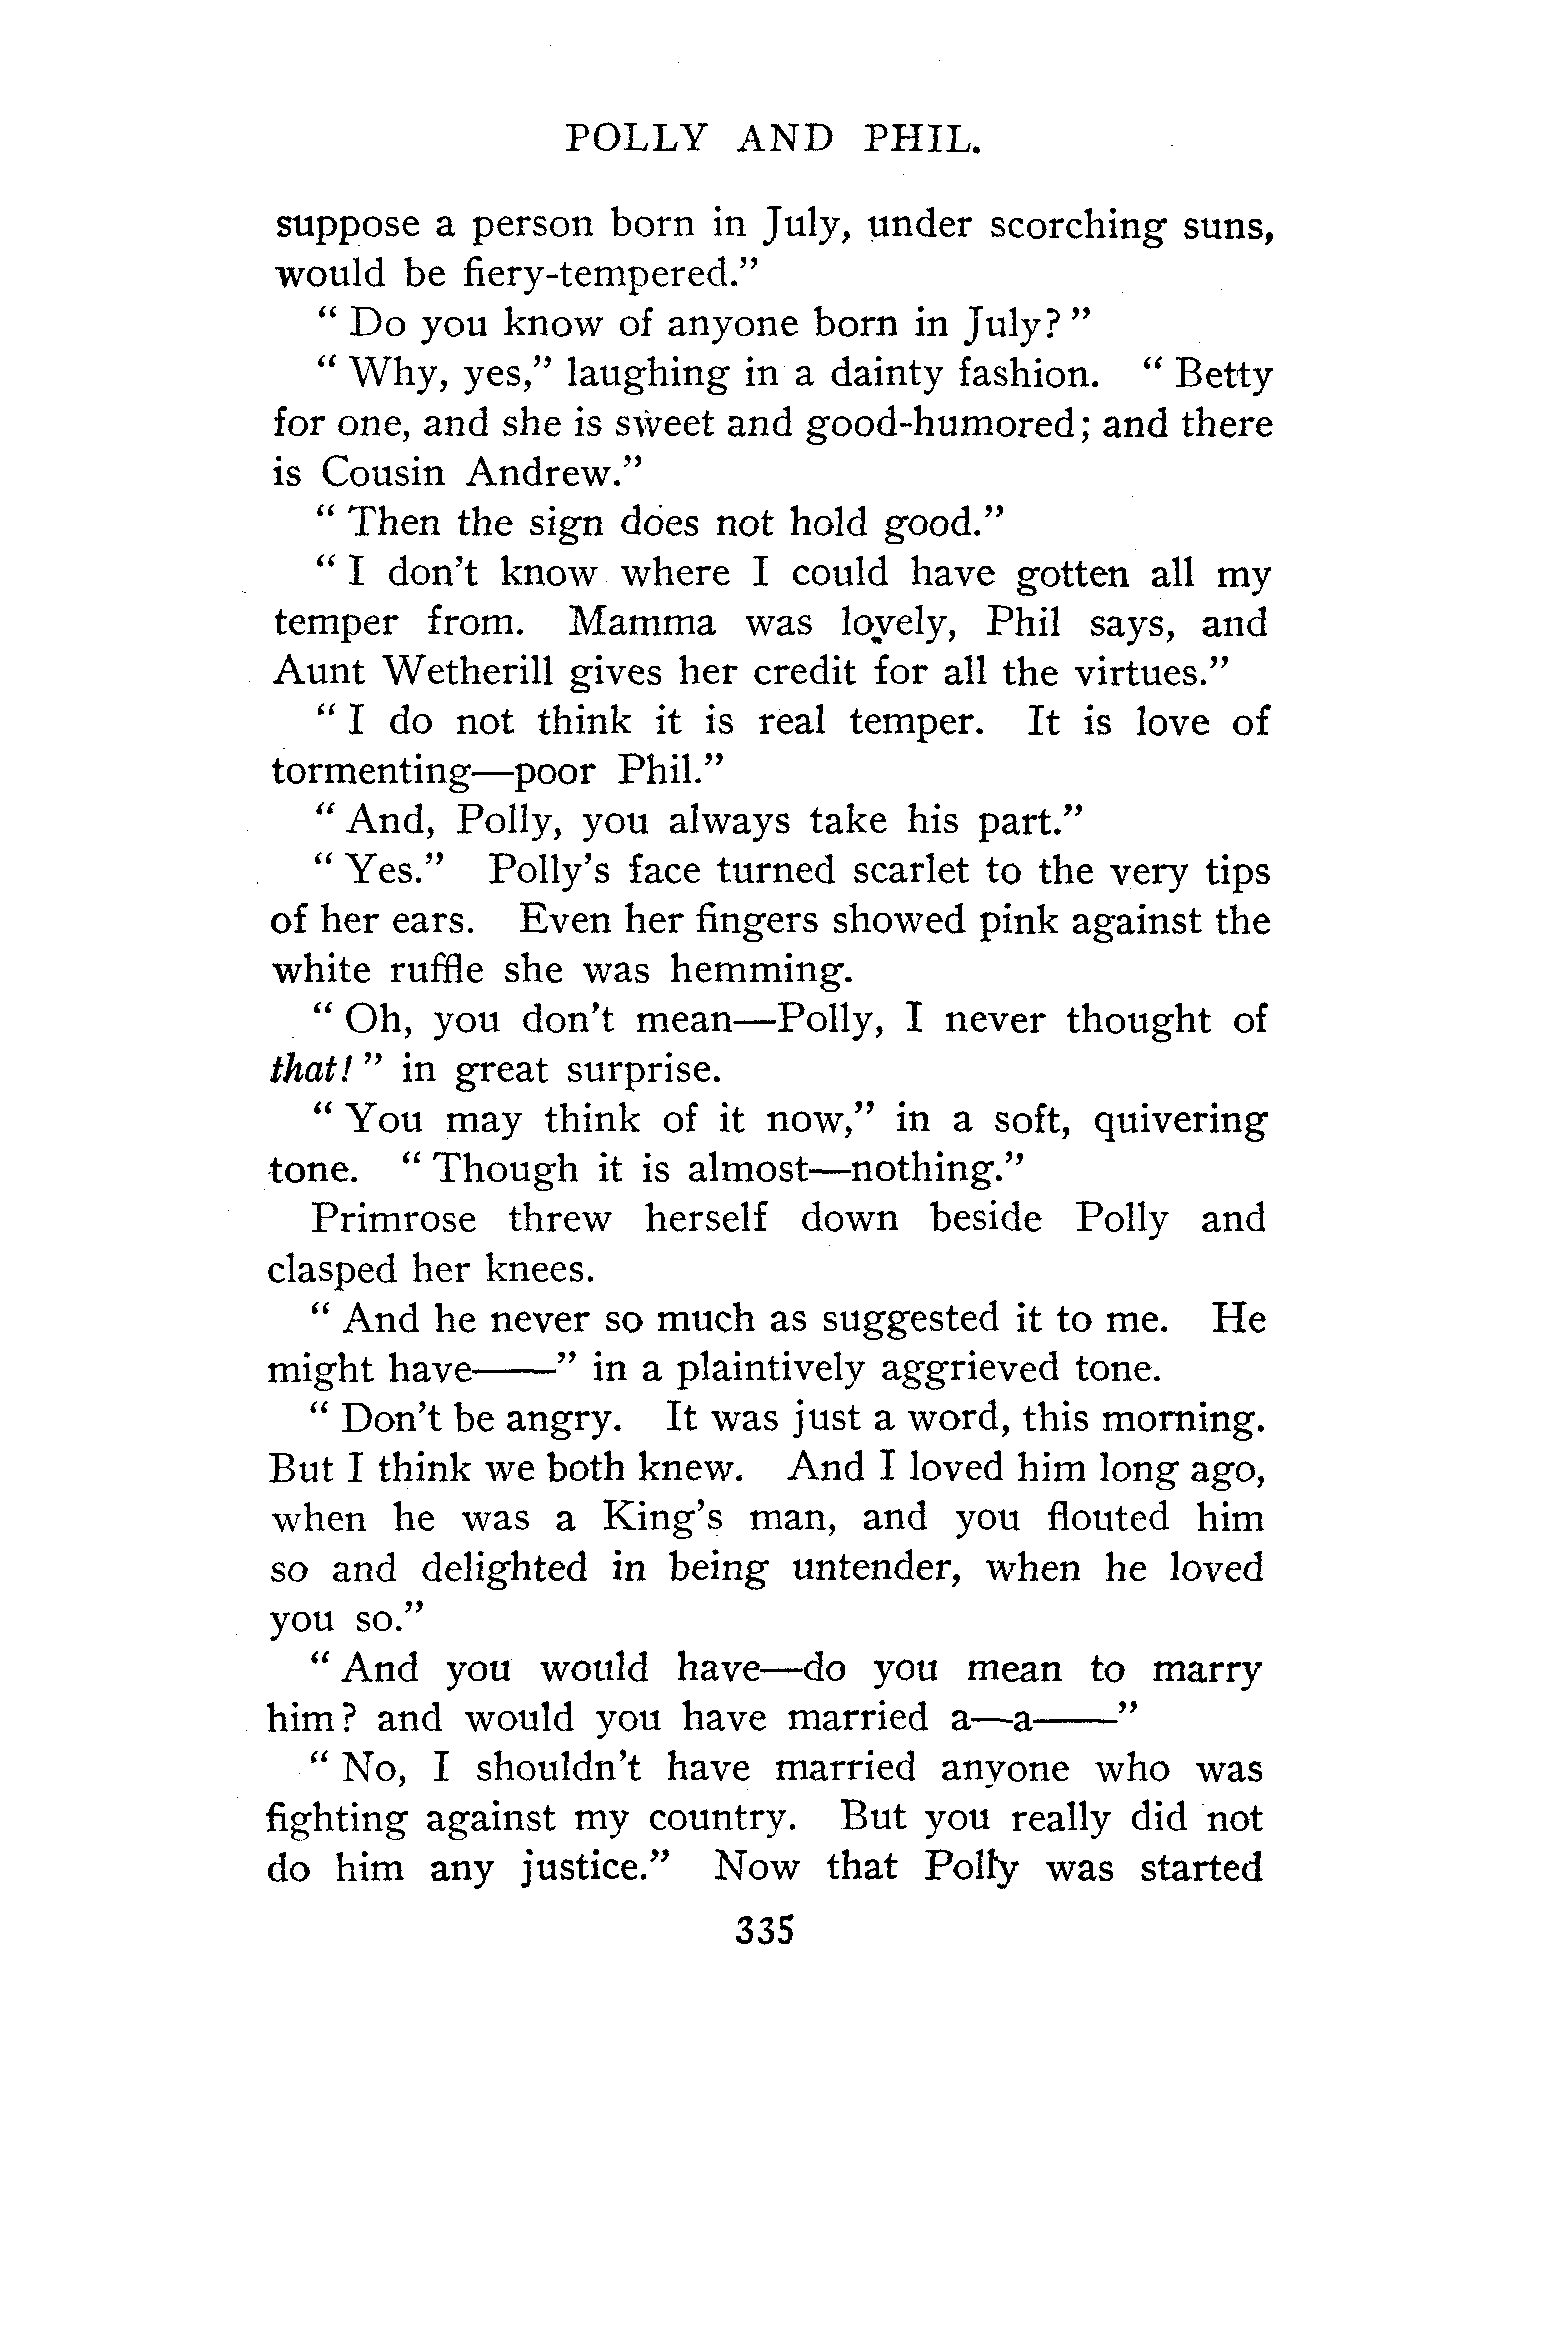 POLLY AND PHIL.
suppose a person born in July, under scorching suns,
would be fiery-tempered.”
“ Do you know of anyone born in July? ”
“ Why, yes,” laughing in a dainty fashion. “ Betty
for one, and she is sweet and good-humored; and there
is Cousin Andrew.”
“ Then the sign does not hold good.”
“ I don’t know where I could have gotten all my
temper from. Mamma was lovely, Phil says, and
Aunt Wetherill gives her credit for all the virtues.”
“ I do not think it is real temper. It is love of
tormenting—poor Phil.”
“ And, Polly, you always take his part.”
“ Yes.” Polly’s face turned scarlet to the very tips
of her ears. Even her fingers showed pink against the
white ruffle she was hemming.
“ Oh, you don’t mean—Polly, I never thought of
that! ” in great surprise.
“ You may think of it now,” in a soft, quivering
tone. “ Though it is almost—nothing.”
Primrose threw herself down beside Polly and
clasped her knees.
“ And he never so much as suggested it to me. He
might have——” in a plaintively aggrieved tone.
“ Don’t be angry. It was just a word, this morning.
But I think we both knew. And I loved him long ago,
when he was a King’s man, and you flouted him
so and delighted in being untender, when he loved
you so.”
“ And you would have—do you mean to marry
him? and would you have married a—a——”
“ No, I shouldn’t have married anyone who was
fighting against my country. But you really did not
do him any justice.” Now that Polly was started
335